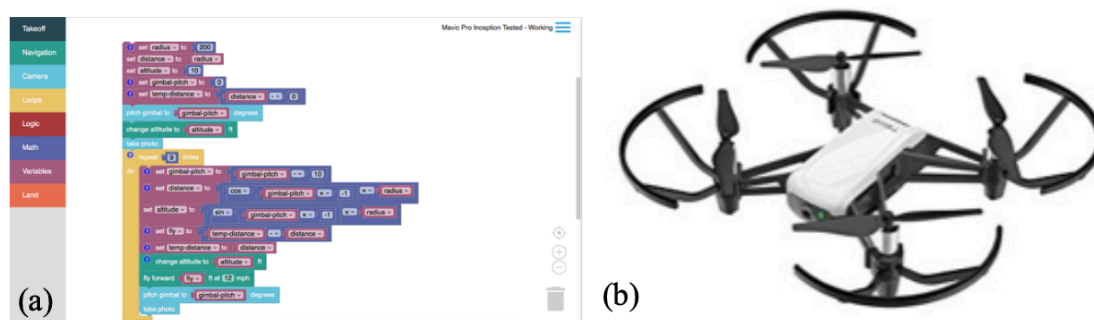 Takeoff
Navigation
Camera
Loops
Logic
Math
Variables
Land
Mavic Pro Inception Tested - Working
set radius to 200
set distance to radius
set altitude to 10
set gimbal-pitch to 0
set temp-distance to distance - 0
pitch gimbal to gimbal-pitch degrees
change altitude to altitude ft
take photo
repeat 9 times
do set gimbal-pitch to gimbal-pitch - 10
set distance to cos gimbal-pitch × -1 × radius
set altitude to sin gimbal-pitch × -1 × radius
set fly to temp-distance - distance
set temp-distance to distance
change altitude to altitude ft
fly forward fly ft at 12 mph
pitch gimbal to gimbal-pitch degrees
take photo
(a)
(b)